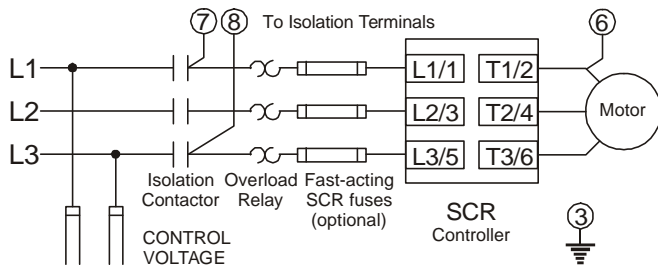 7 8 To Isolation Terminals 6
L1 L1/1 T1/2
L2 L2/3 T2/4 Motor
L3 L3/5 T3/6
Isolation Contactor
Overload Relay
Fast-acting SCR fuses (optional)
SCR Controller
3
CONTROL VOLTAGE